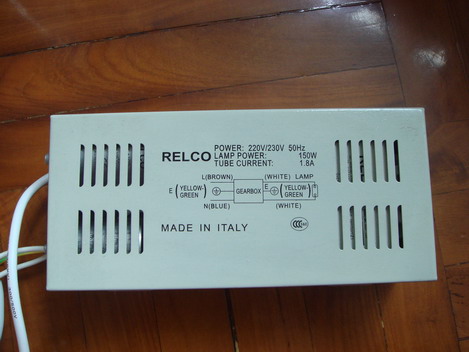 RELCO
POWER: 220V/230V 50Hz
LAMP POWER: 150W
TUBE CURRENT: 1.8A
L(BROWN) (WHITE) LAMP
E (YELLOW-GREEN) GEARBOX E (YELLOW-GREEN)
N(BLUE) (WHITE)
MADE IN ITALY
CCC